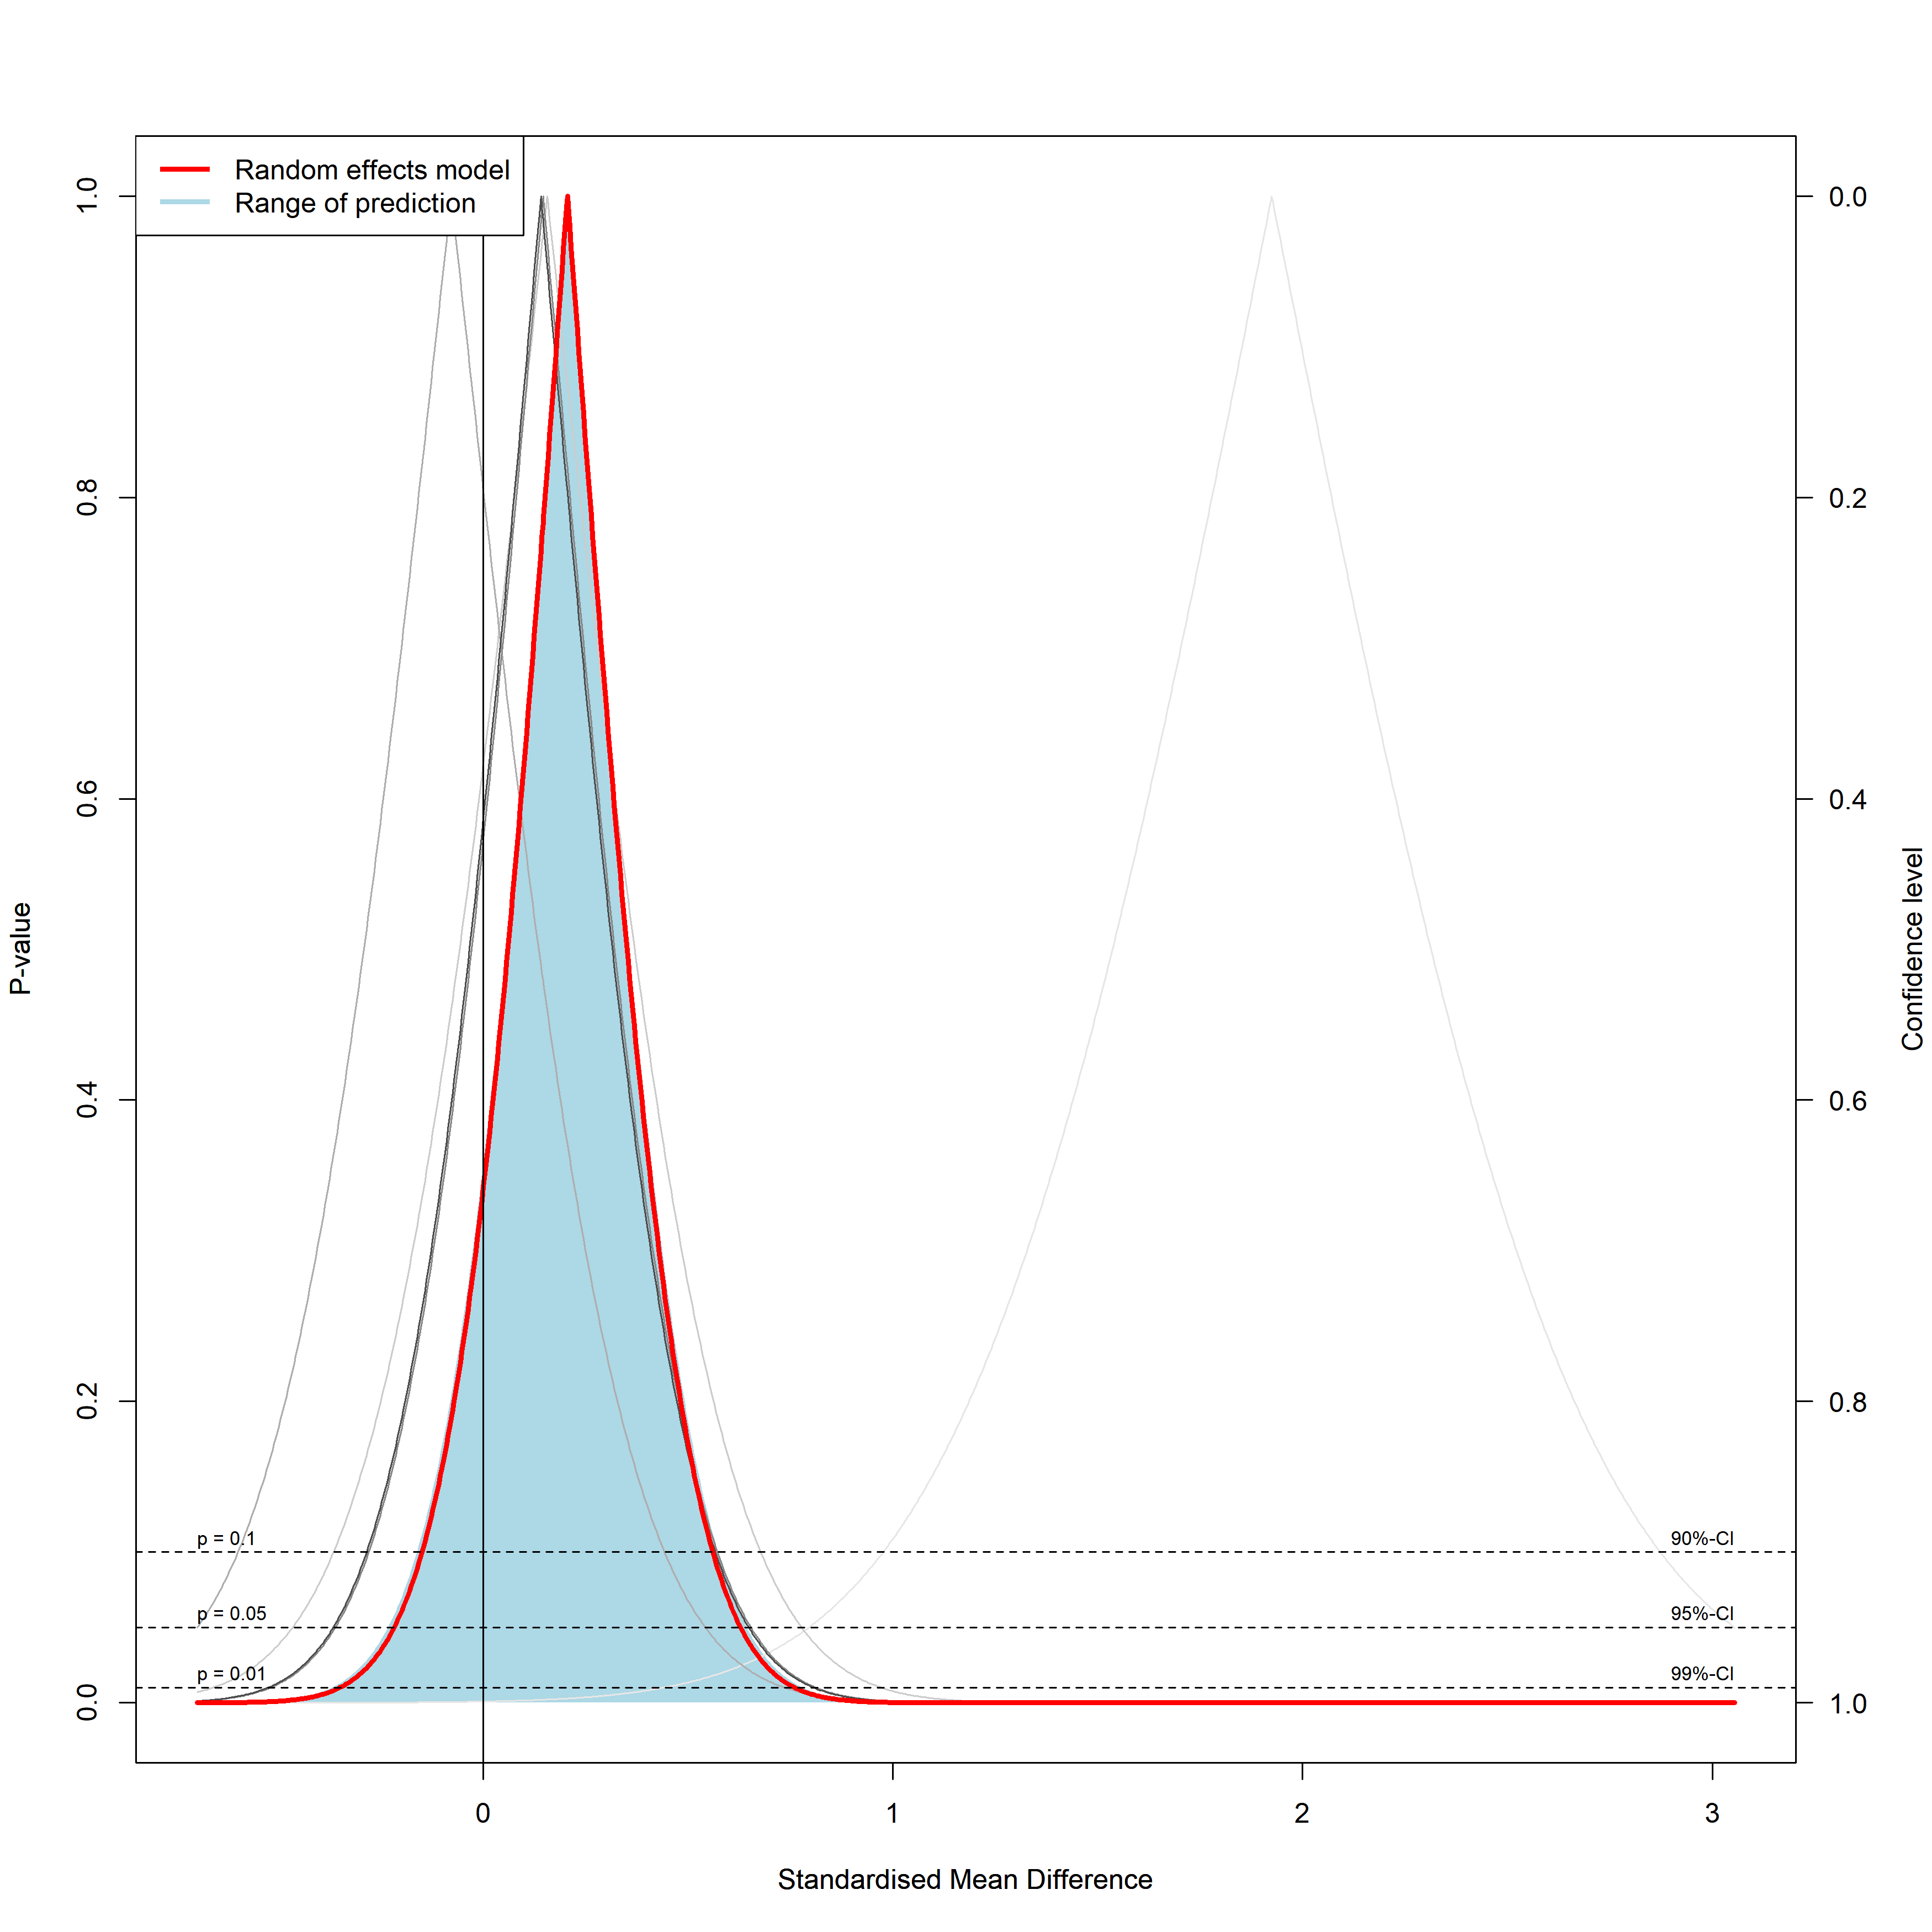 Random effects model
Range of prediction
1.0
0.8
0.6
0.4
0.2
0.0
P-value
0.0
0.2
0.4
0.6
0.8
1.0
Confidence level
p = 0.1
90%-CI
p = 0.05
95%-CI
p = 0.01
99%-CI
0
1
2
3
Standardised Mean Difference